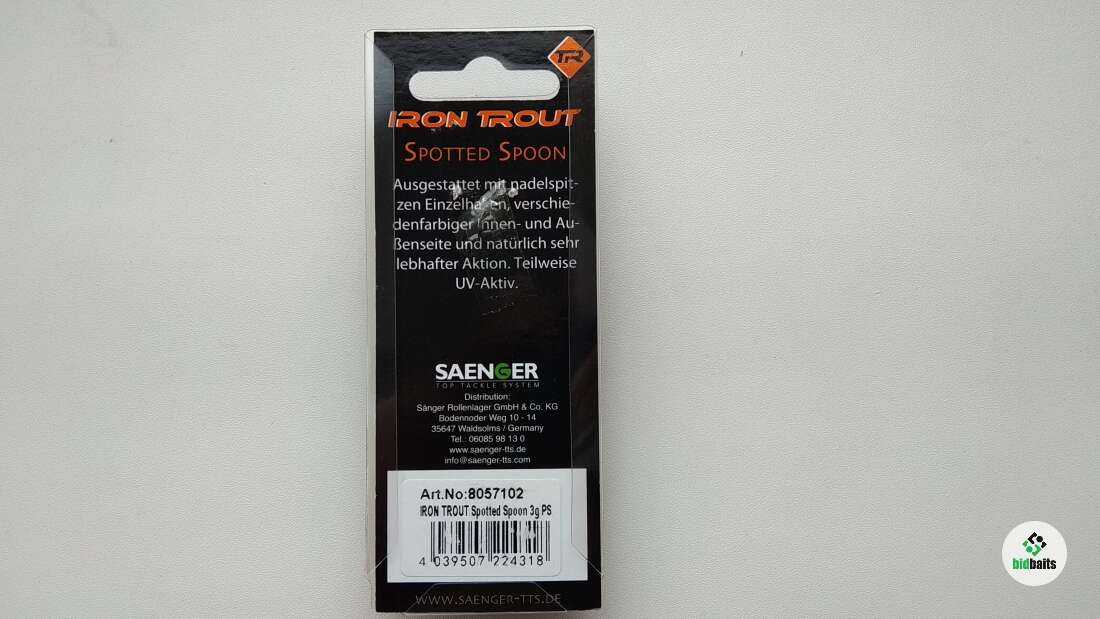 TR
IRON TROUT
SPOTTED SPOON
Ausgestattet mit nadelspit-
zen Einzelhaken, verschie-
denfarbiger Innen- und Au-
ßenseite und natürlich sehr
lebhafter Aktion. Teilweise
UV-Aktiv.
SAENGER
TOP TACKLE SYSTEM
Distribution:
Sänger Rollenlager GmbH & Co. KG
Bodennoder Weg 10 - 14
35647 Waldsolms / Germany
Tel.: 06085 98 13 0
www.saenger-tts.de
info@saenger-tts.com
Art.No:8057102
IRON TROUT Spotted Spoon 3g PS
4 039507 224318
WWW.SAENGER-TTS.DE
bidbaits